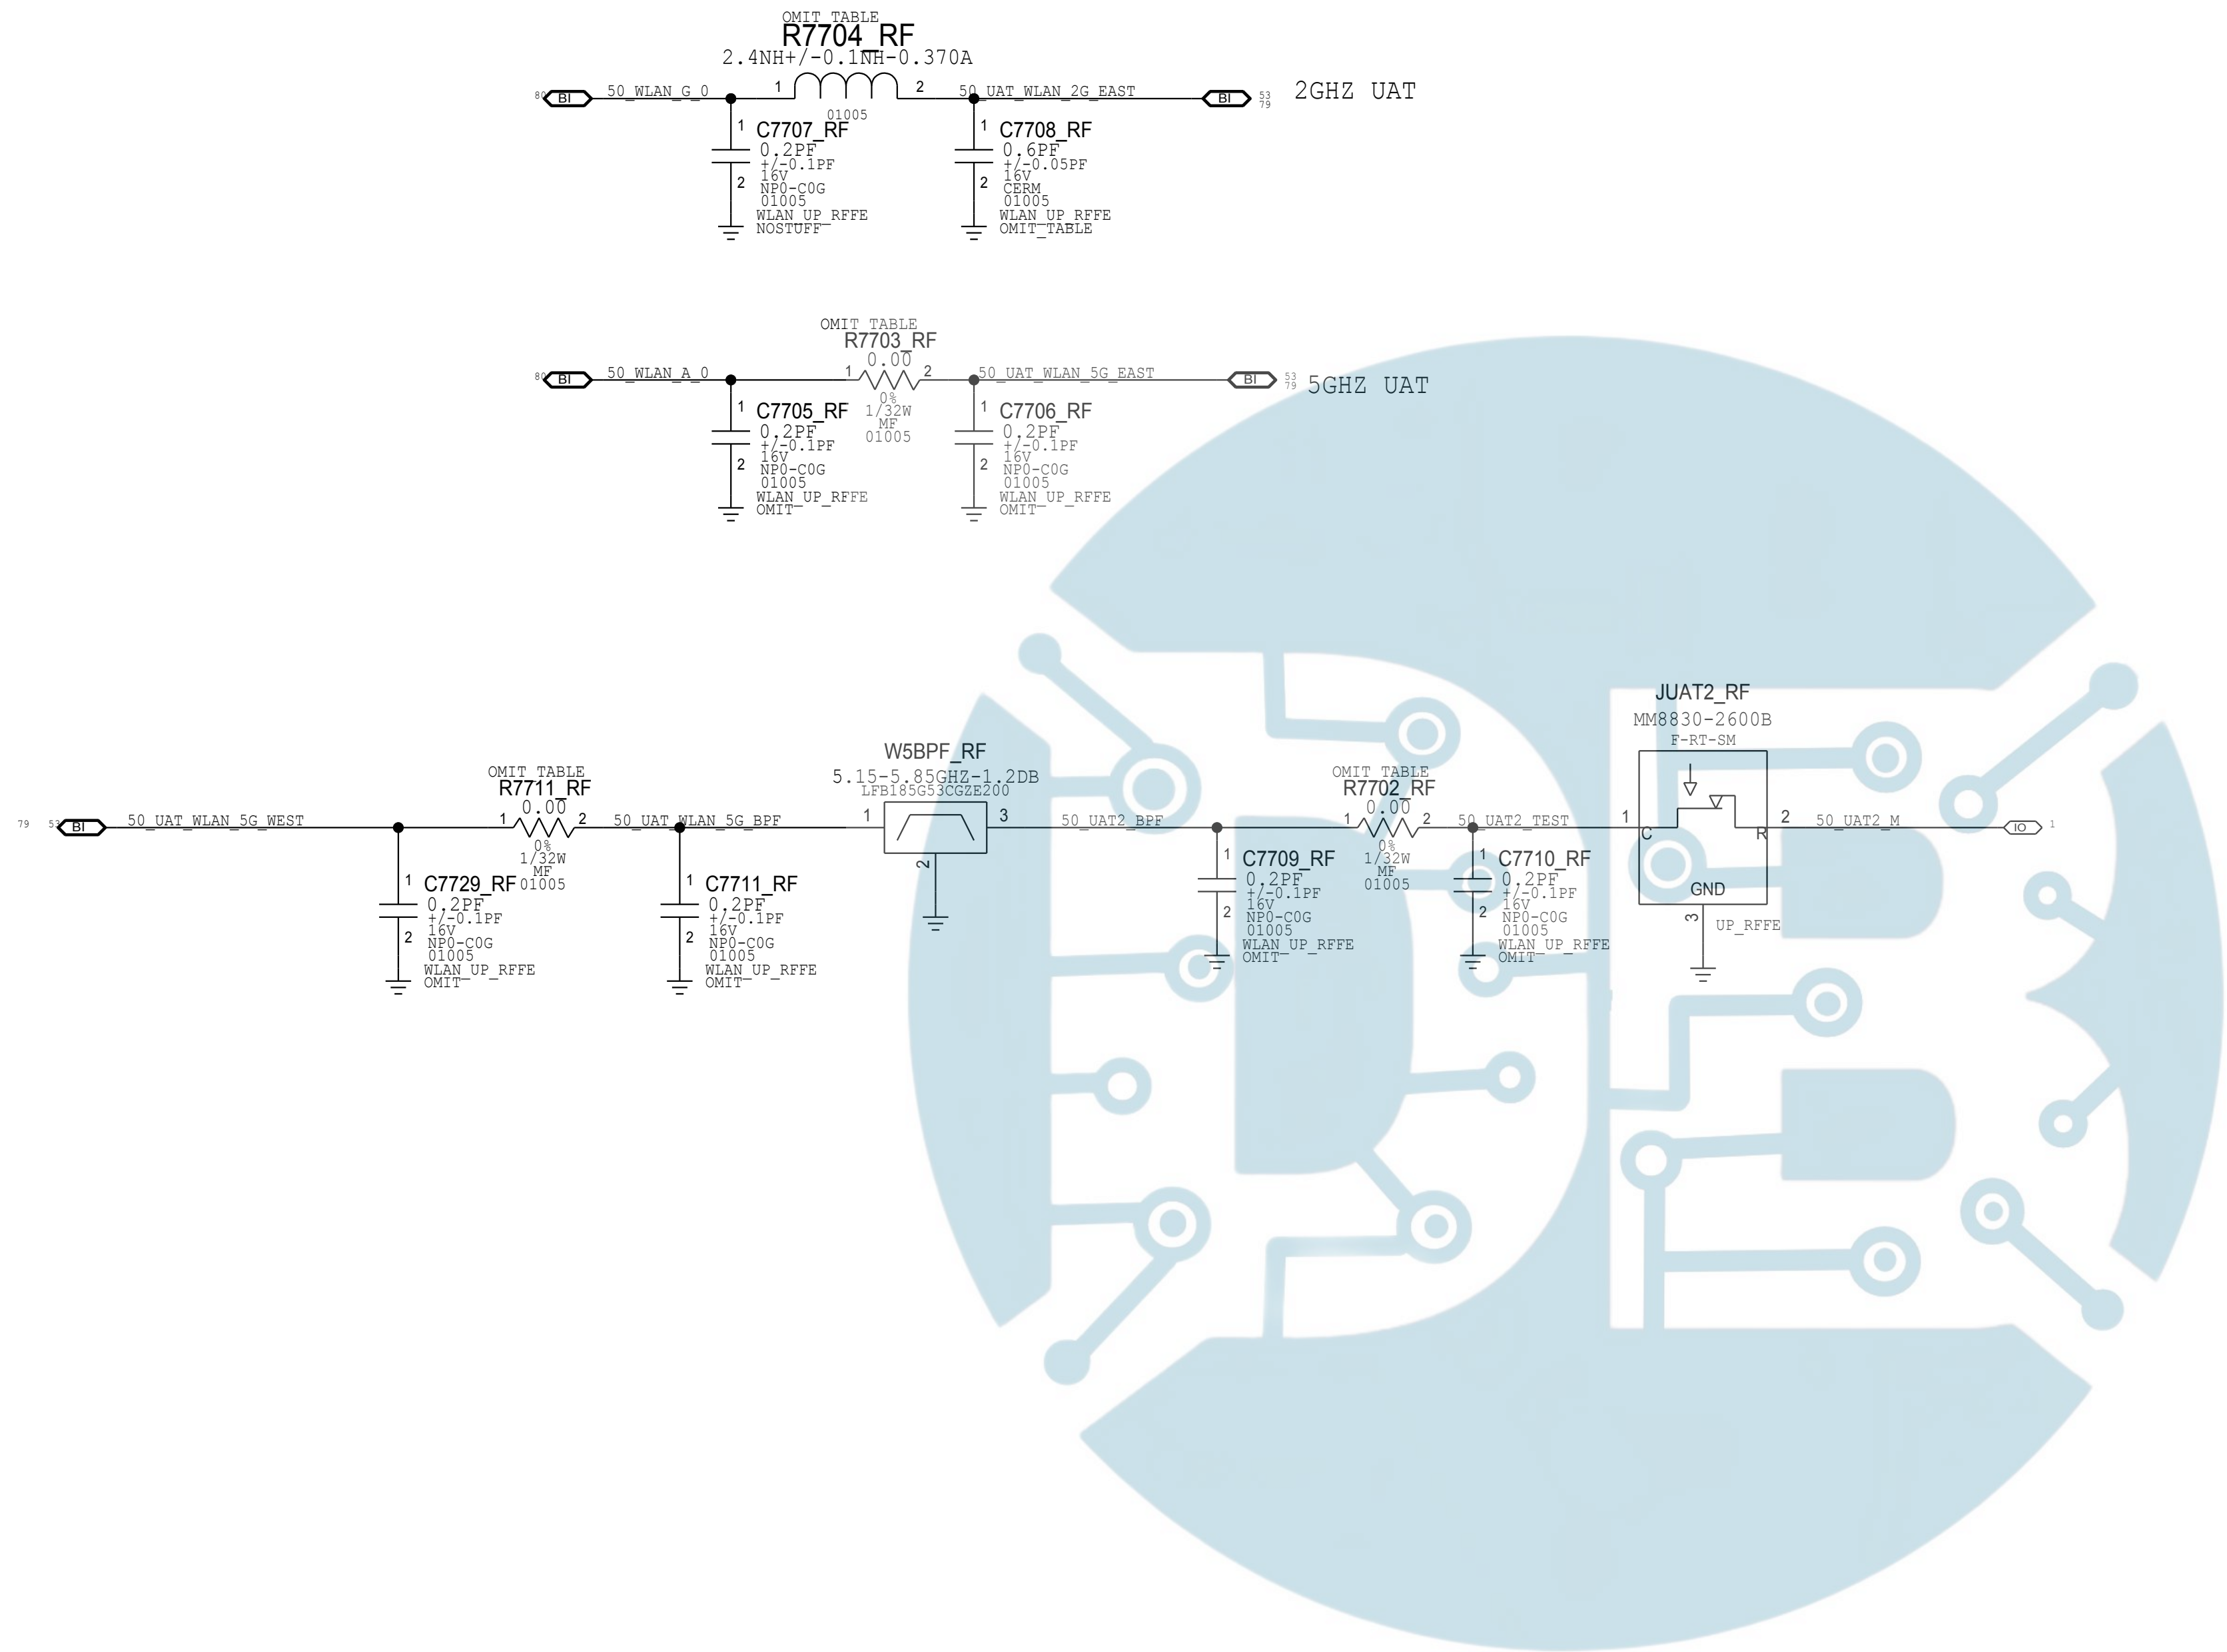 OMIT_TABLE
R7704_RF
2.4NH+/-0.1NH-0.370A
80 BI 50_WLAN_G_0 1 2 50_UAT_WLAN_2G_EAST BI 53 79 2GHZ UAT
01005
1 C7707_RF
0.2PF
+/-0.1PF
16V
2 NP0-C0G
01005
WLAN_UP_RFFE
NOSTUFF
1 C7708_RF
0.6PF
+/-0.05PF
16V
2 CERM
01005
WLAN_UP_RFFE
OMIT_TABLE
OMIT_TABLE
R7703_RF
0.00
80 BI 50_WLAN_A_0 1 2 50_UAT_WLAN_5G_EAST BI 53 79 5GHZ UAT
0%
1/32W
MF
01005
1 C7705_RF
0.2PF
+/-0.1PF
16V
2 NP0-C0G
01005
WLAN_UP_RFFE
OMIT
1 C7706_RF
0.2PF
+/-0.1PF
16V
2 NP0-C0G
01005
WLAN_UP_RFFE
OMIT
OMIT_TABLE
R7711_RF
0.00
79 53 BI 50_UAT_WLAN_5G_WEST 1 2 50_UAT_WLAN_5G_BPF
0%
1/32W
MF
01005
1 C7729_RF
0.2PF
+/-0.1PF
16V
2 NP0-C0G
01005
WLAN_UP_RFFE
OMIT
1 C7711_RF
0.2PF
+/-0.1PF
16V
2 NP0-C0G
01005
WLAN_UP_RFFE
OMIT
W5BPF_RF
5.15-5.85GHZ-1.2DB
LFB185G53CGZE200
1 3 50_UAT2_BPF
2
OMIT_TABLE
R7702_RF
0.00
1 2 50_UAT2_TEST
0%
1/32W
MF
01005
1 C7709_RF
0.2PF
+/-0.1PF
16V
2 NP0-C0G
01005
WLAN_UP_RFFE
OMIT
1 C7710_RF
0.2PF
+/-0.1PF
16V
2 NP0-C0G
01005
WLAN_UP_RFFE
OMIT
JUAT2_RF
MM8830-2600B
F-RT-SM
1 C R 2 50_UAT2_M IO 1
GND
3 UP_RFFE